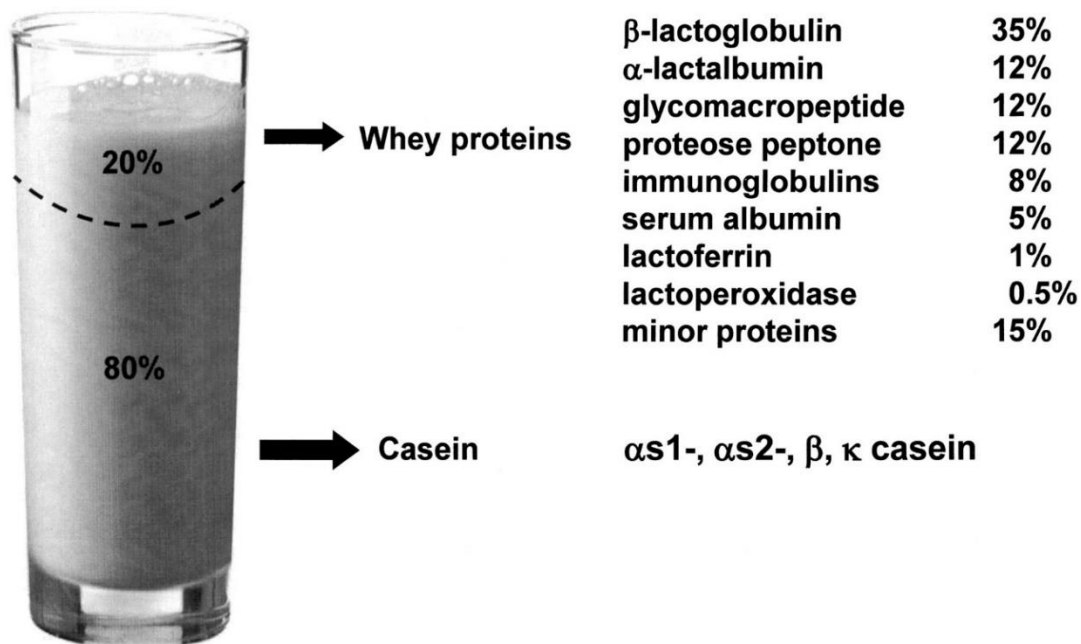 β-lactoglobulin 35%
α-lactalbumin 12%
glycomacropeptide 12%
proteose peptone 12%
immunoglobulins 8%
serum albumin 5%
lactoferrin 1%
lactoperoxidase 0.5%
minor proteins 15%
20%
Whey proteins
80%
Casein
αs1-, αs2-, β, κ casein